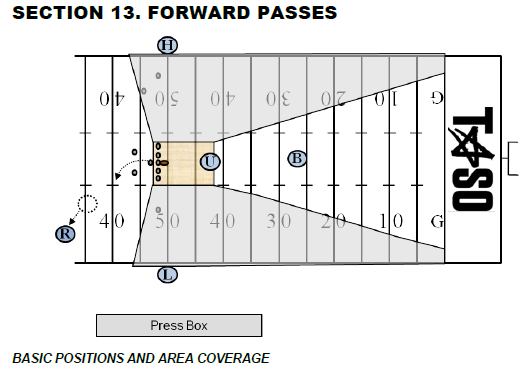 SECTION 13. FORWARD PASSES
H
40 50 40 30 20 10 G
U
B
TASO
R
40 50 40 30 20 10 G
L
Press Box
BASIC POSITIONS AND AREA COVERAGE